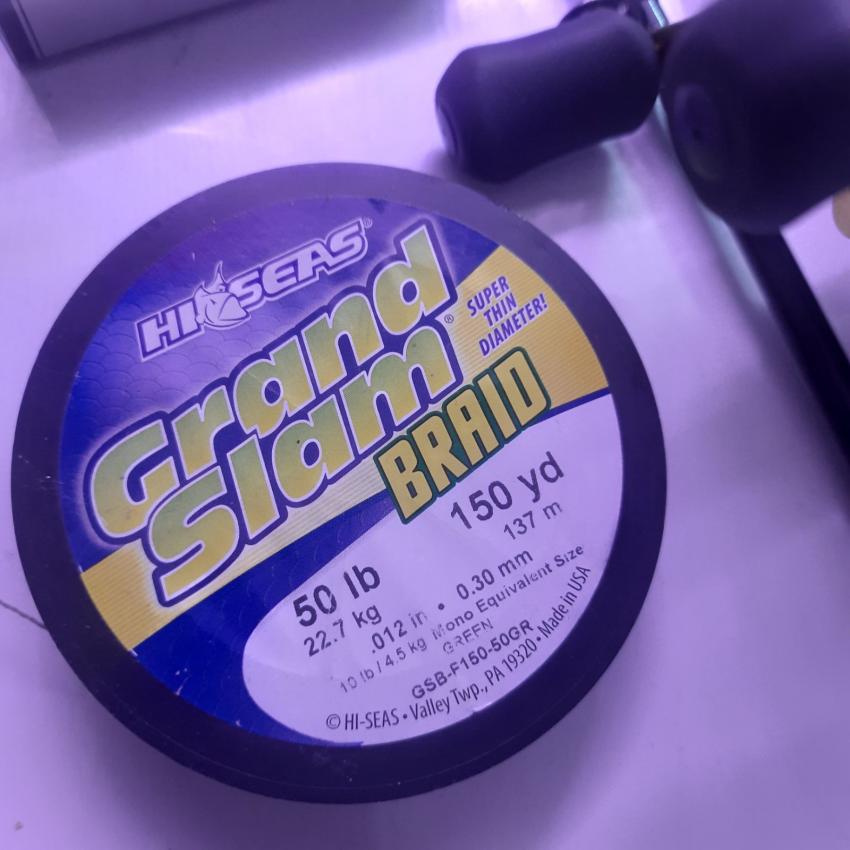 HI-SEAS®
Grand
Slam®
BRAID
SUPER
THIN
DIAMETER!
150 yd
137 m
50 lb
22.7 kg
.012 in • 0.30 mm
10 lb / 4.5 kg Mono Equivalent Size
GREEN
GSB-F150-50GR
© HI-SEAS • Valley Twp., PA 19320 • Made in USA